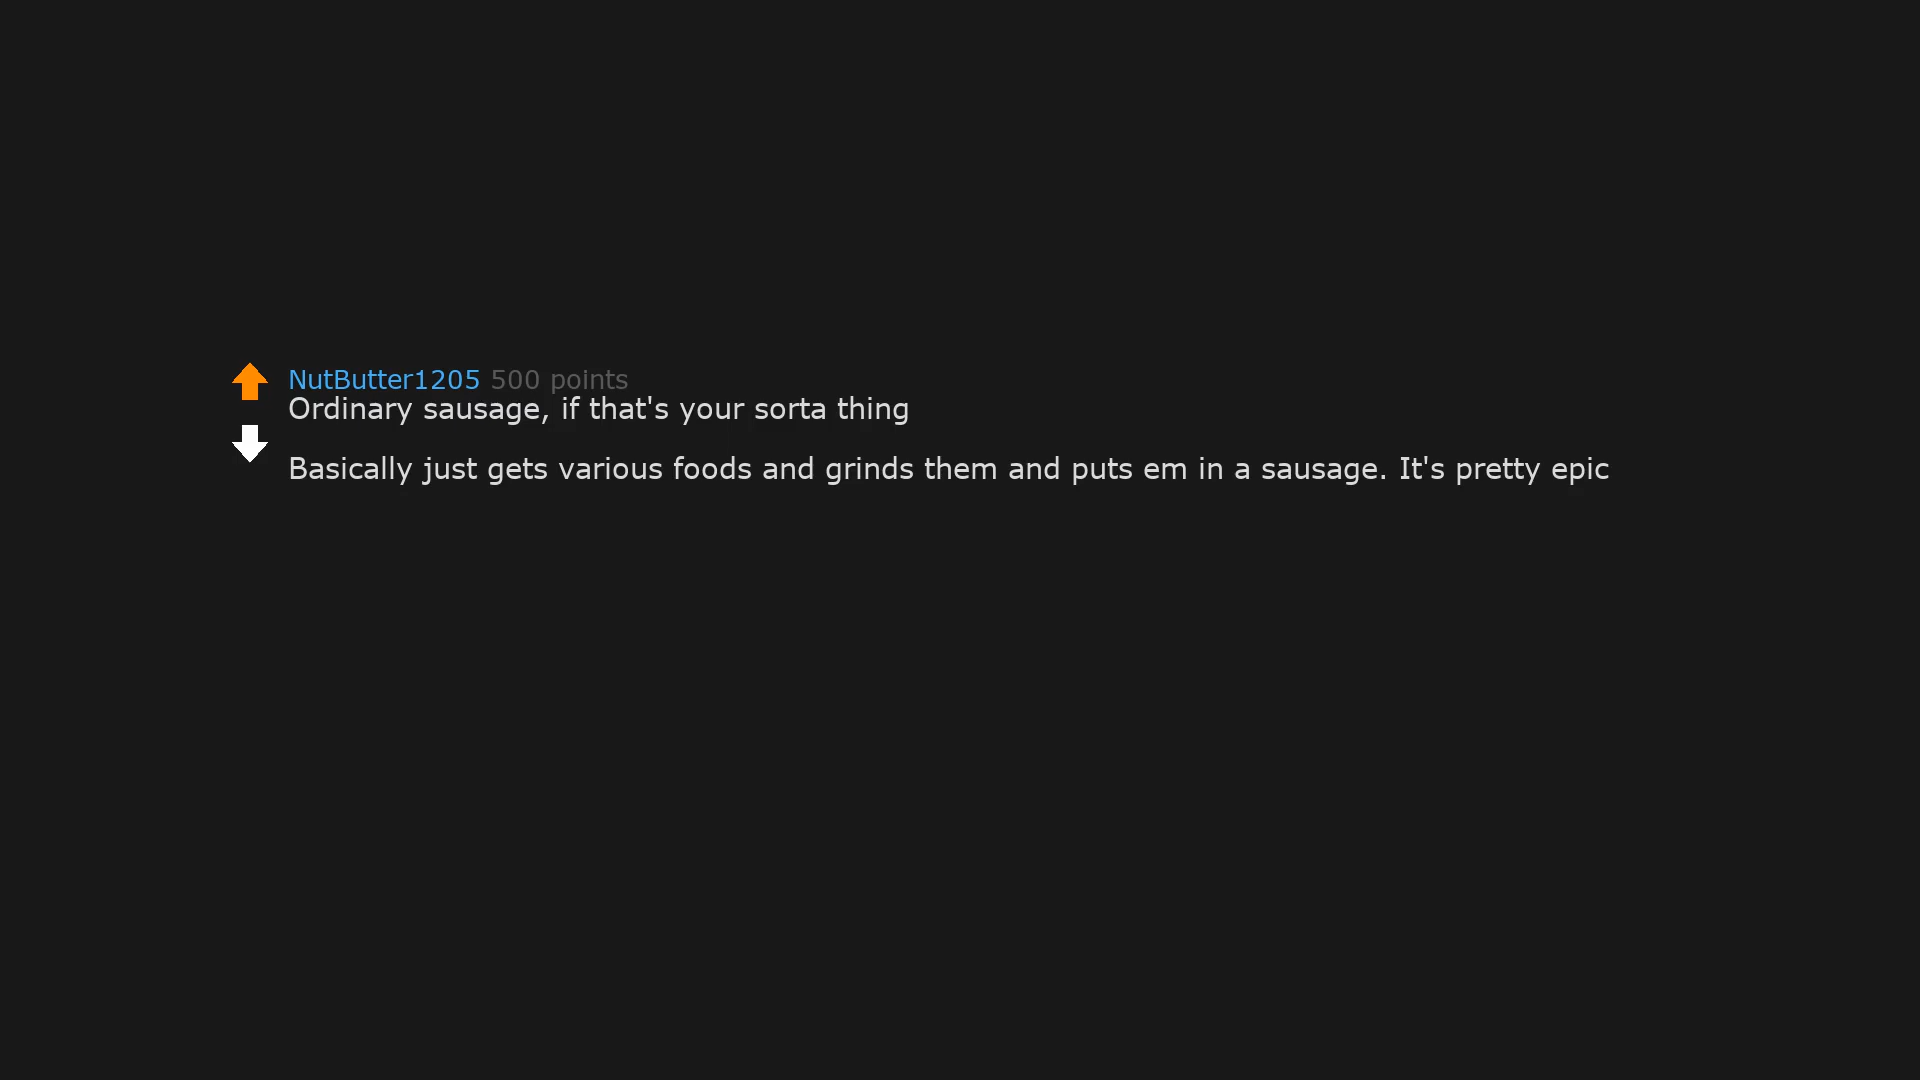 NutButter1205 500 points
Ordinary sausage, if that's your sorta thing
Basically just gets various foods and grinds them and puts em in a sausage. It's pretty epic